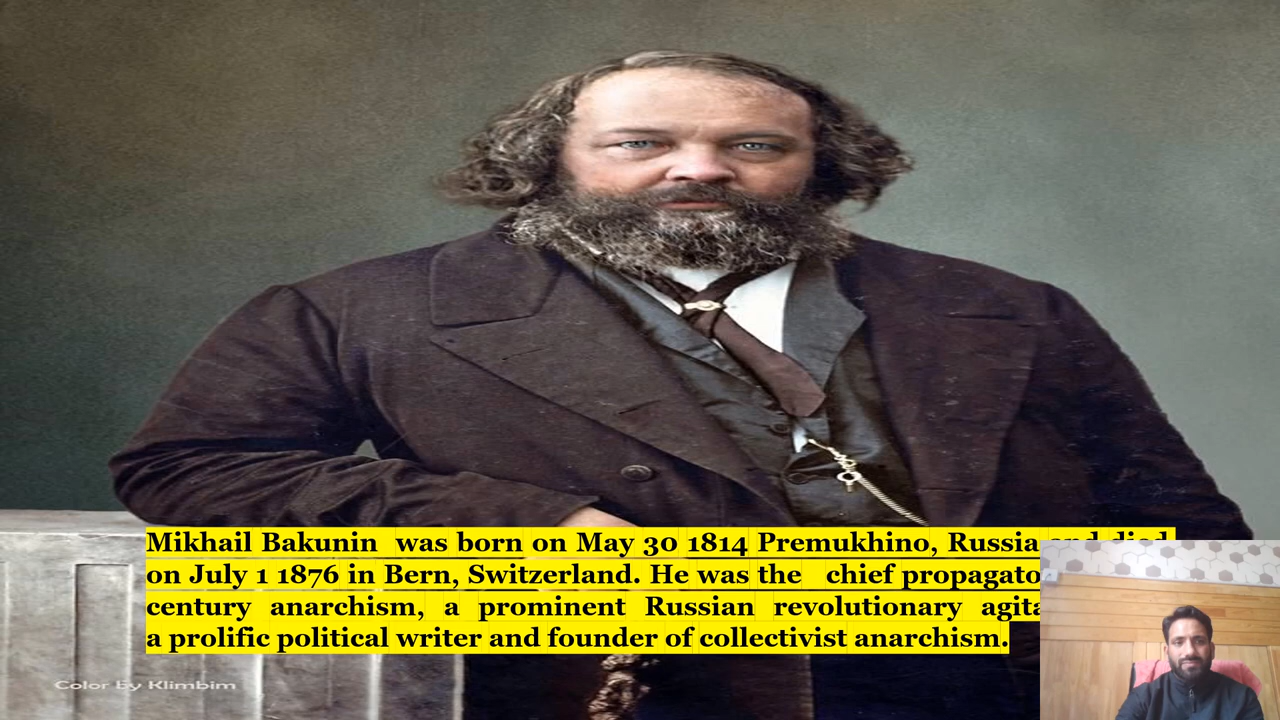 Mikhail Bakunin was born on May 30 1814 Premukhino, Russia and died
on July 1 1876 in Bern, Switzerland. He was the chief propagato
century anarchism, a prominent Russian revolutionary agita
a prolific political writer and founder of collectivist anarchism.
Color by Klimbim